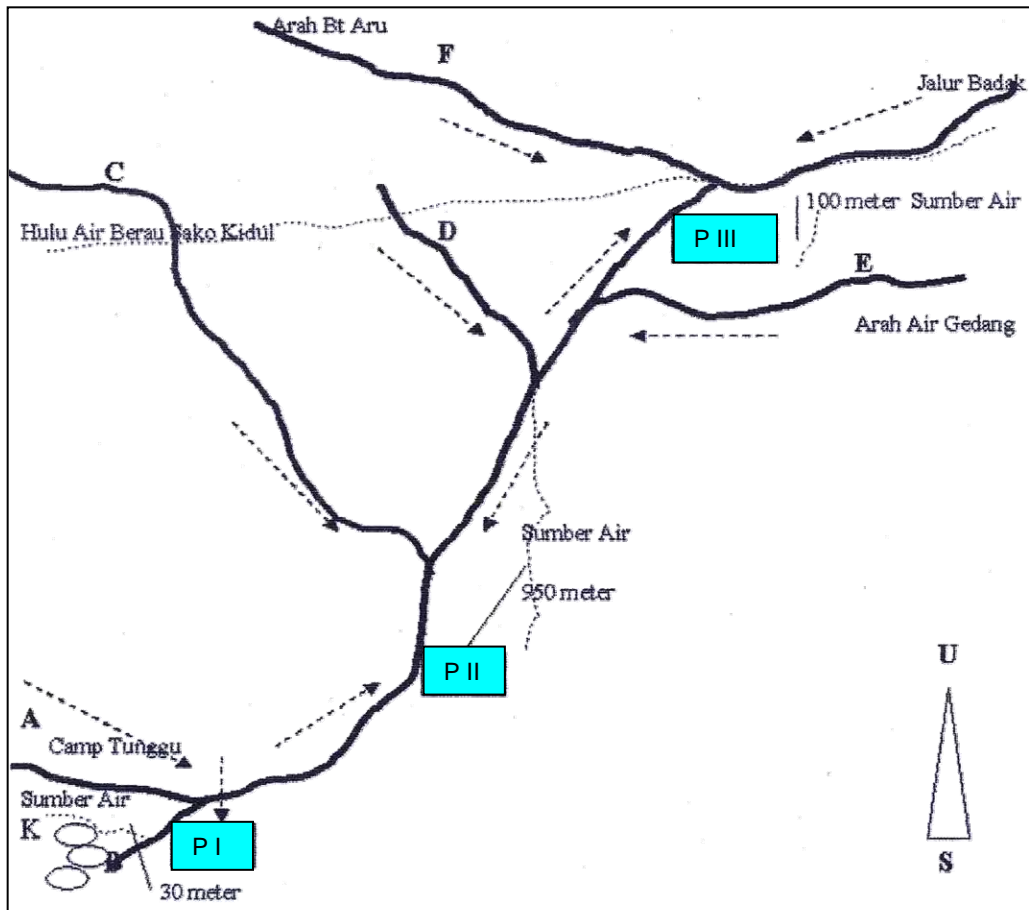 Arah Bt Aru
F
Jalur Badak
C
100 meter Sumber Air
P III
D
Hulu Air Berau Sako Kidul
E
Arah Air Gedang
Sumber Air
950 meter
P II
U
A
Camp Tunggu
Sumber Air
K
P I
B
S
30 meter